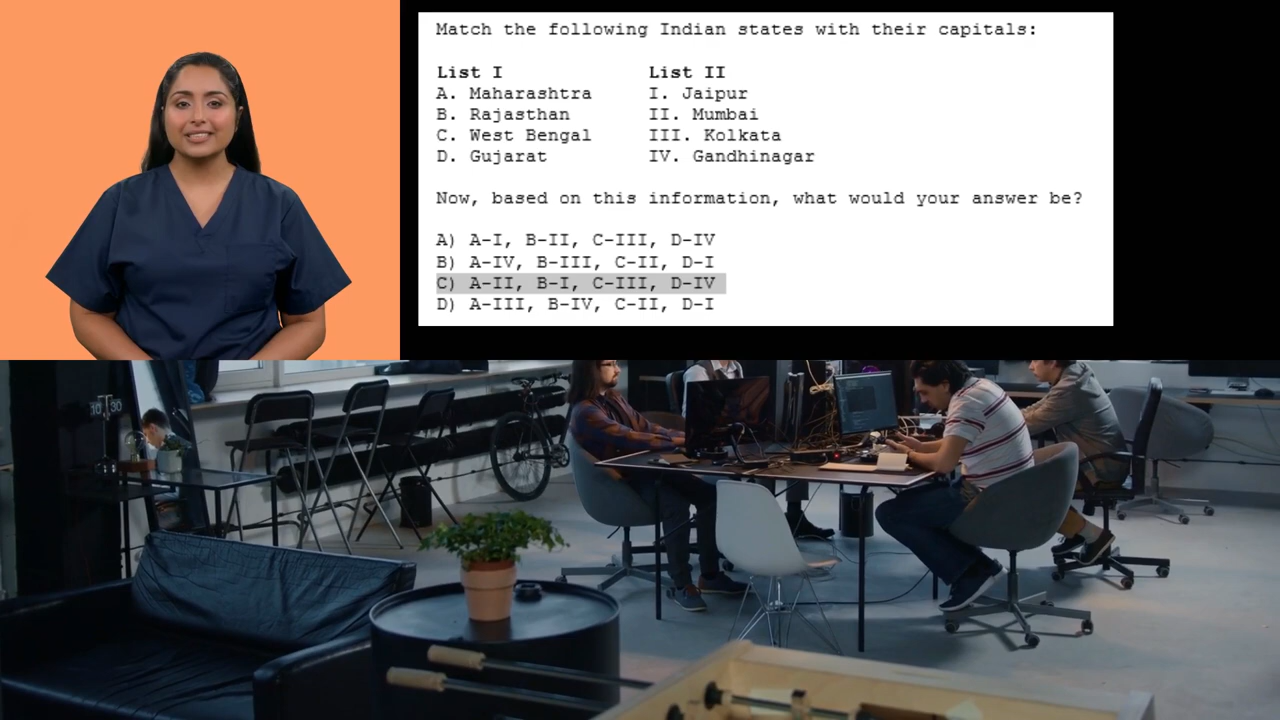 Match the following Indian states with their capitals:
List I List II
A. Maharashtra I. Jaipur
B. Rajasthan II. Mumbai
C. West Bengal III. Kolkata
D. Gujarat IV. Gandhinagar
Now, based on this information, what would your answer be?
A) A-I, B-II, C-III, D-IV
B) A-IV, B-III, C-II, D-I
C) A-II, B-I, C-III, D-IV
D) A-III, B-IV, C-II, D-I
10 30